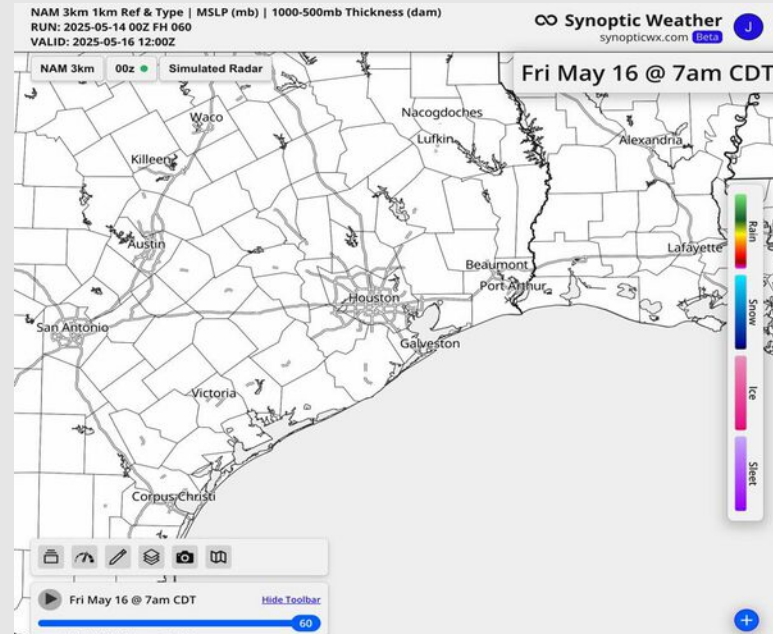 NAM 3km 1km Ref & Type | MSLP (mb) | 1000-500mb Thickness (dam)
RUN: 2025-05-14 00Z FH 060
VALID: 2025-05-16 12:00Z
Synoptic Weather
synopticwx.com Beta
J
NAM 3km
00z
Simulated Radar
Fri May 16 @ 7am CDT
Waco
Nacogdoches
Lufkin
Alexandria
Killeen
Austin
Lafayette
Beaumont
Port Arthur
Houston
San Antonio
Galveston
Victoria
Corpus Christi
Rain
Snow
Ice
Sleet
Fri May 16 @ 7am CDT
Hide Toolbar
60